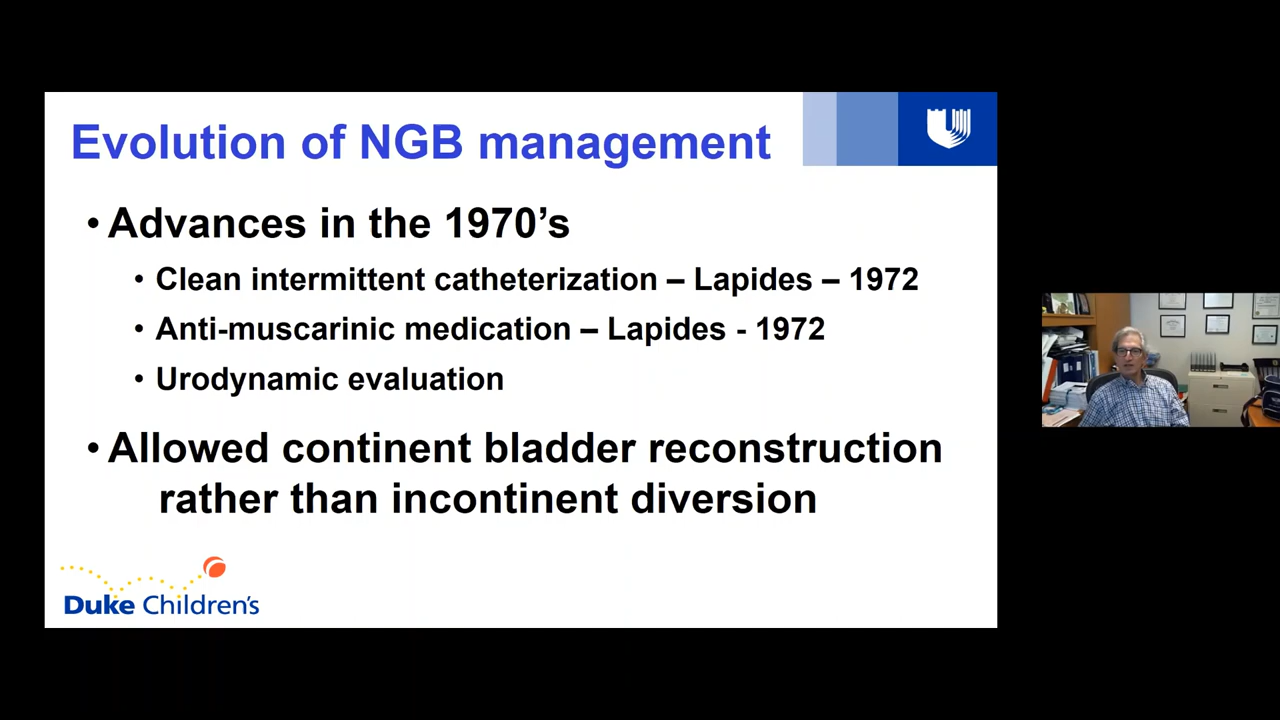 Evolution of NGB management
• Advances in the 1970’s
• Clean intermittent catheterization – Lapides – 1972
• Anti-muscarinic medication – Lapides - 1972
• Urodynamic evaluation
• Allowed continent bladder reconstruction
rather than incontinent diversion
Duke Children's